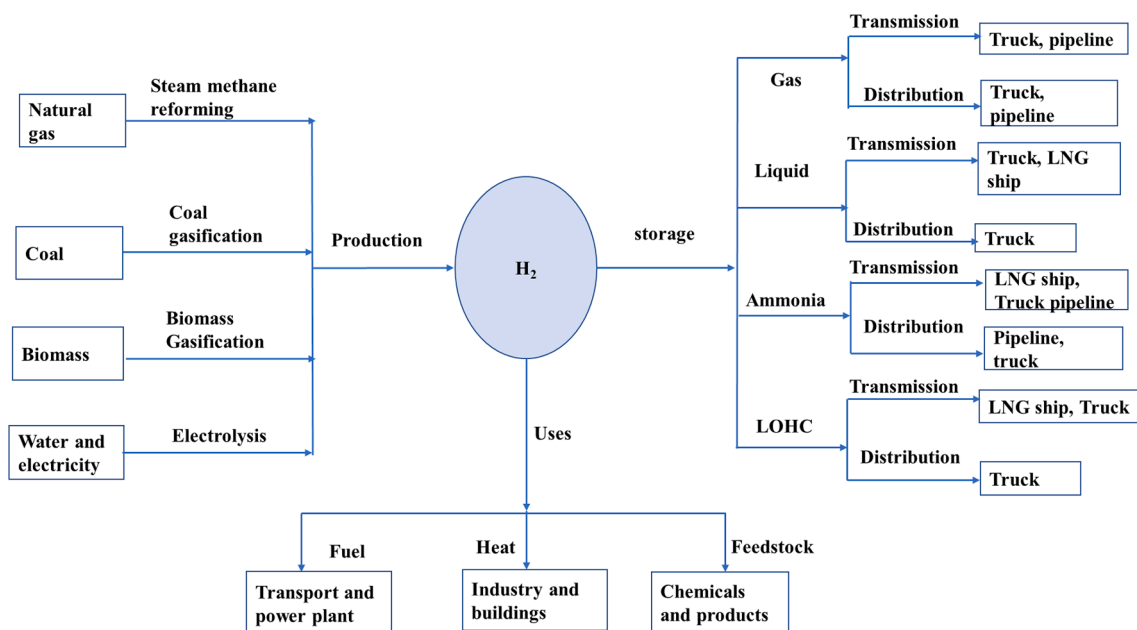 Steam methane
reforming
Natural
gas
Coal
gasification
Coal
Biomass
Gasification
Biomass
Electrolysis
Water and
electricity
Production
H₂
storage
Uses
Fuel
Transport and
power plant
Heat
Industry and
buildings
Feedstock
Chemicals
and products
Gas
Transmission
Truck, pipeline
Distribution
Truck,
pipeline
Liquid
Transmission
Truck, LNG
ship
Distribution
Truck
Ammonia
Transmission
LNG ship,
Truck pipeline
Distribution
Pipeline,
truck
LOHC
Transmission
LNG ship, Truck
Distribution
Truck